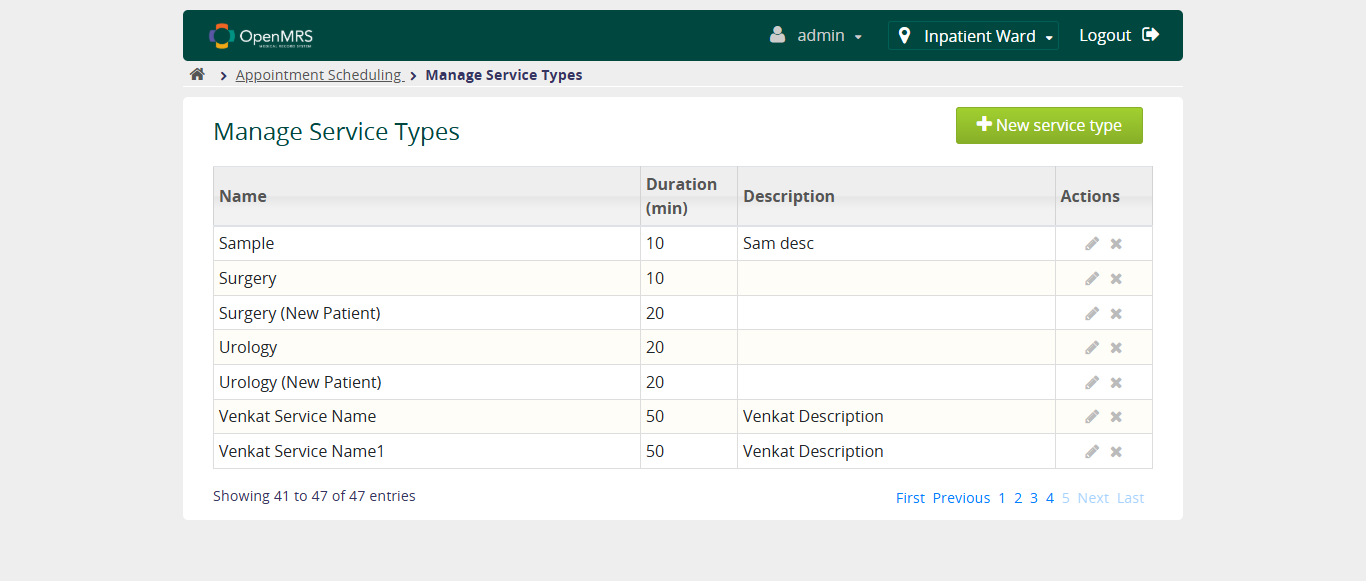 OpenMRS
MEDICAL RECORD SYSTEM
admin
Inpatient Ward
Logout
Appointment Scheduling
Manage Service Types
Manage Service Types
New service type
Name Duration (min) Description Actions
Sample 10 Sam desc
Surgery 10
Surgery (New Patient) 20
Urology 20
Urology (New Patient) 20
Venkat Service Name 50 Venkat Description
Venkat Service Name1 50 Venkat Description
Showing 41 to 47 of 47 entries
First Previous 1 2 3 4 5 Next Last